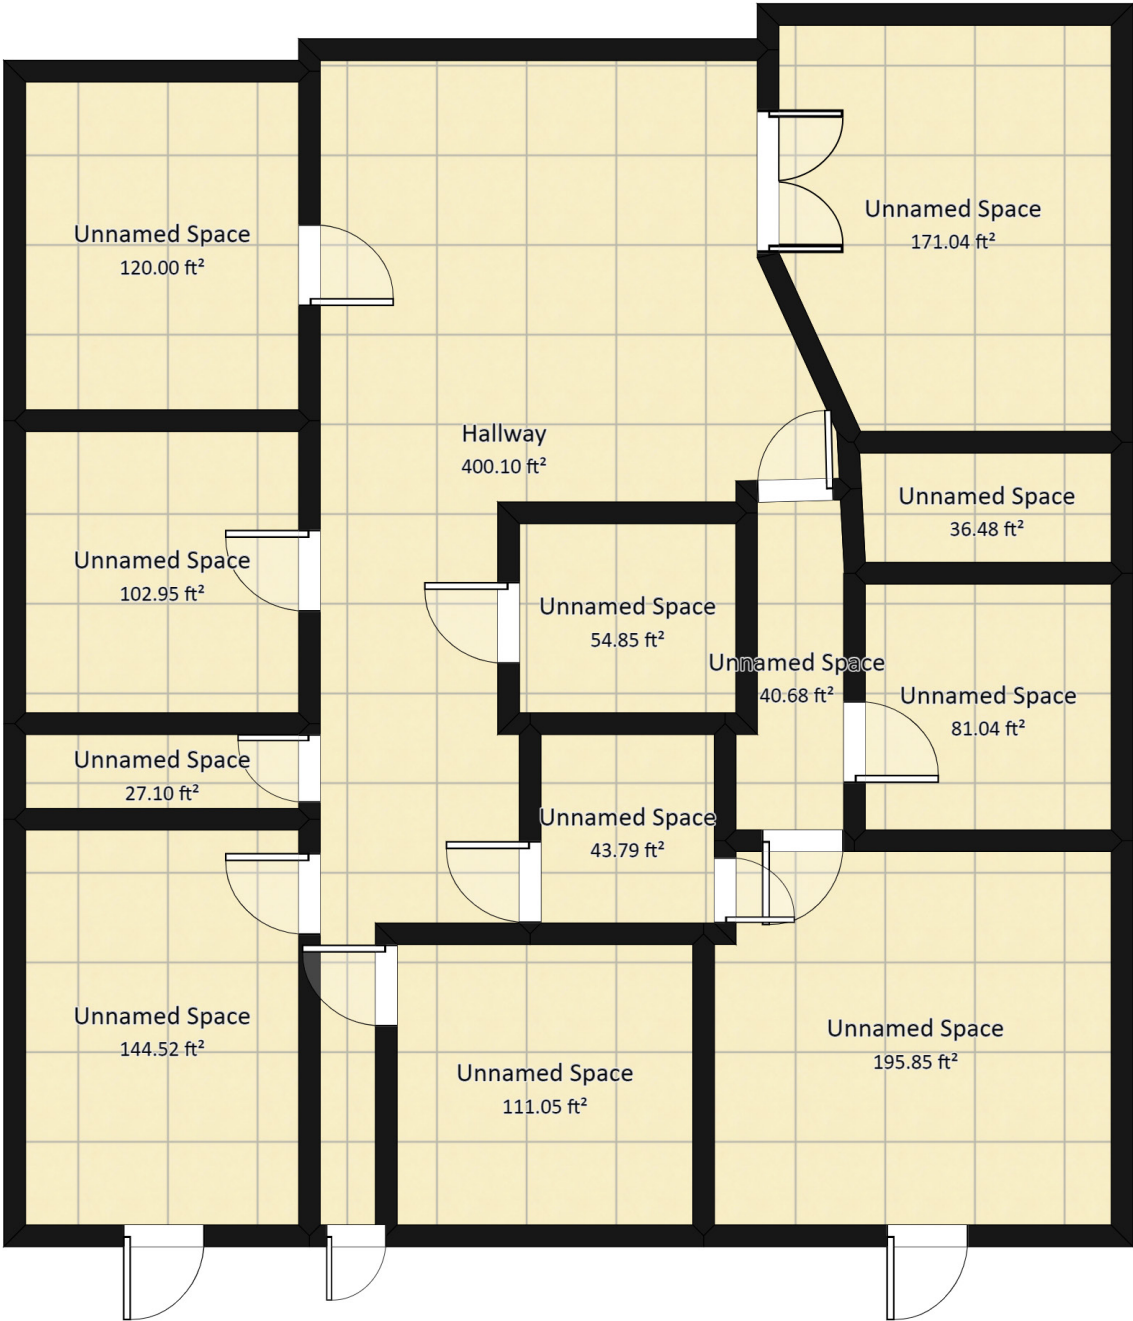 Unnamed Space
171.04 ft²
Unnamed Space
120.00 ft²
Hallway
400.10 ft²
Unnamed Space
36.48 ft²
Unnamed Space
102.95 ft²
Unnamed Space
54.85 ft²
Unnamed Space
40.68 ft²
Unnamed Space
81.04 ft²
Unnamed Space
27.10 ft²
Unnamed Space
43.79 ft²
Unnamed Space
144.52 ft²
Unnamed Space
195.85 ft²
Unnamed Space
111.05 ft²